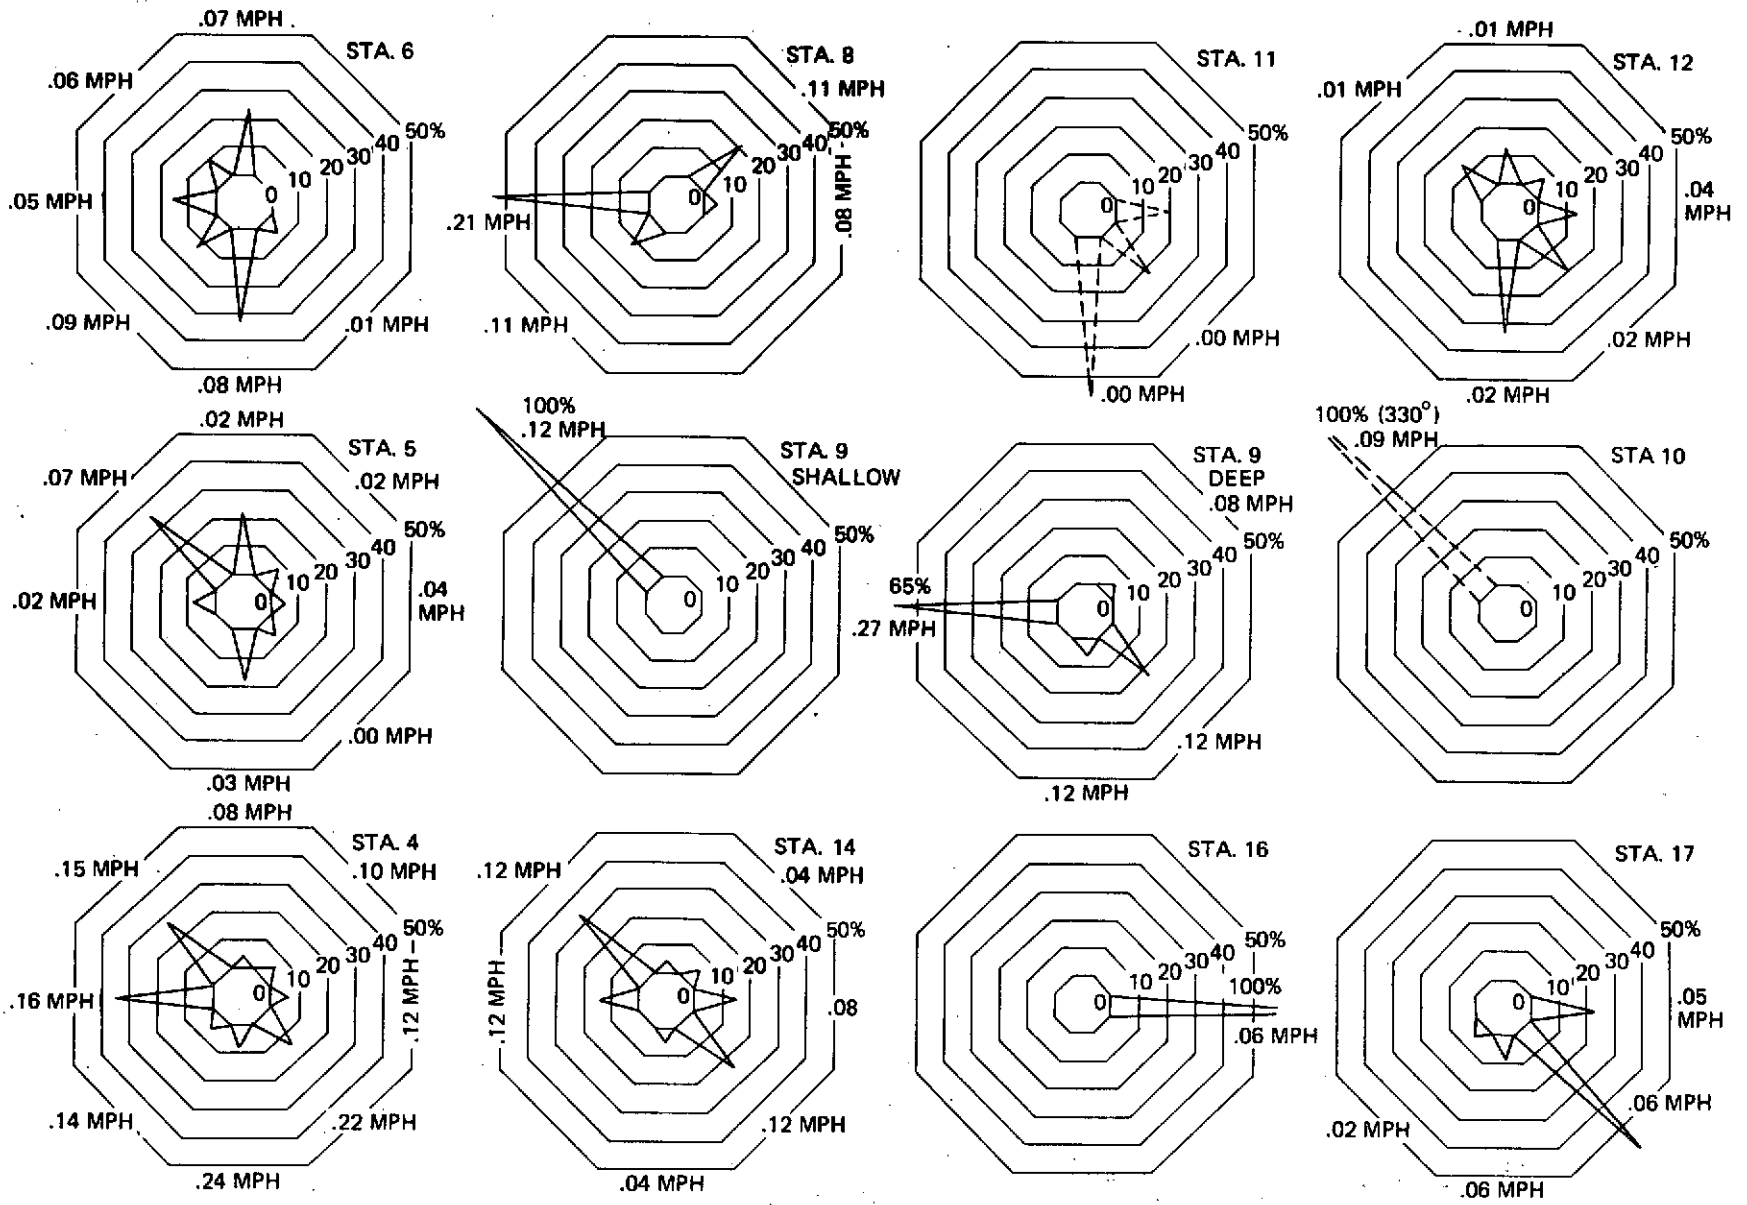 .07 MPH
STA. 6
.06 MPH
50%
40
30
20
10
0
.05 MPH
.09 MPH
.01 MPH
.08 MPH
STA. 8
.11 MPH
50%
40
30
20
10
0
.08 MPH
.21 MPH
.11 MPH
STA. 11
50%
40
30
20
10
0
.00 MPH
.00 MPH
.01 MPH
STA. 12
.01 MPH
50%
40
30
20
10
0
.04
MPH
.02 MPH
.02 MPH
.02 MPH
STA. 5
.07 MPH
.02 MPH
50%
40
30
20
10
0
.02 MPH
.04
MPH
.00 MPH
.03 MPH
100%
.12 MPH
STA. 9
SHALLOW
50%
40
30
20
10
0
STA. 9
DEEP
.08 MPH
50%
40
30
20
10
0
65%
.27 MPH
.12 MPH
.12 MPH
100% (330°)
.09 MPH
STA 10
50%
40
30
20
10
0
.08 MPH
STA. 4
.15 MPH
.10 MPH
50%
40
30
20
10
0
.16 MPH
.12 MPH
.14 MPH
.22 MPH
.24 MPH
STA. 14
.12 MPH
.04 MPH
50%
40
30
20
10
0
.12 MPH
.08
.12 MPH
.04 MPH
STA. 16
50%
40
30
20
10
0
100%
.06 MPH
STA. 17
50%
40
30
20
10
0
.05
MPH
.06 MPH
.02 MPH
.06 MPH